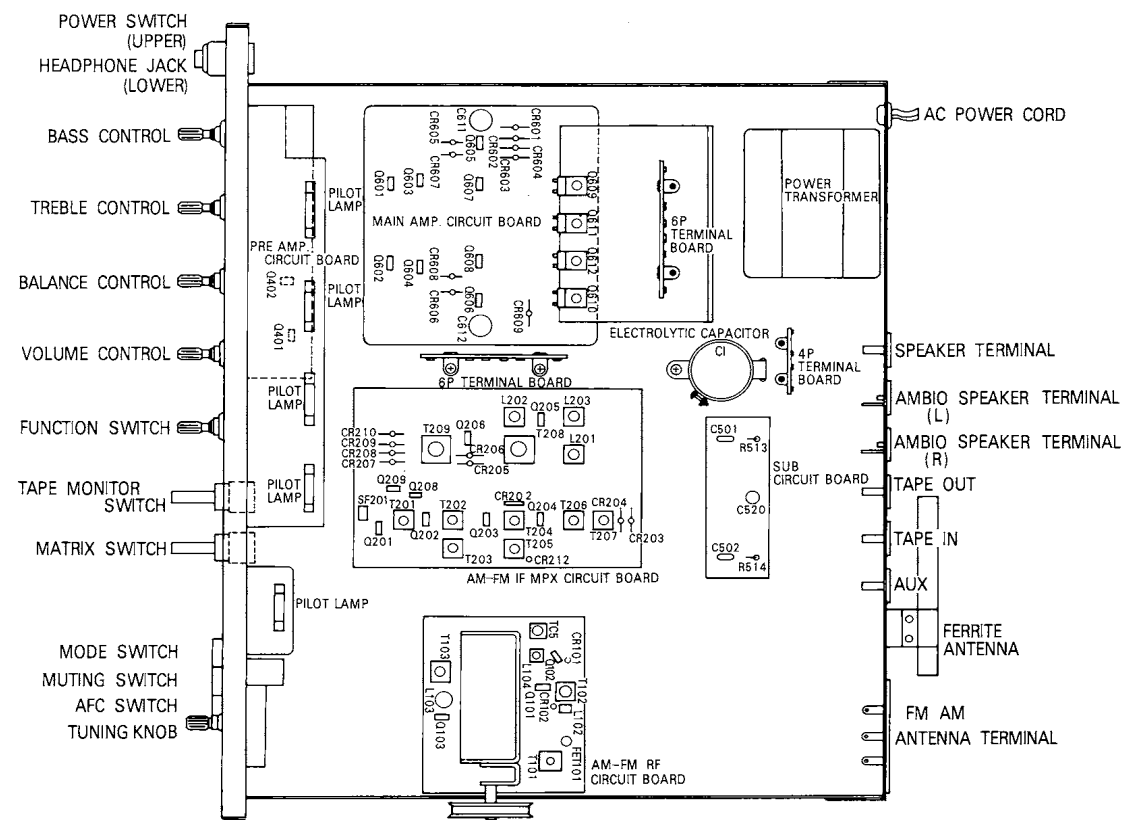 POWER SWITCH
(UPPER)
HEADPHONE JACK
(LOWER)
BASS CONTROL
TREBLE CONTROL
BALANCE CONTROL
VOLUME CONTROL
FUNCTION SWITCH
TAPE MONITOR
SWITCH
MATRIX SWITCH
MODE SWITCH
MUTING SWITCH
AFC SWITCH
TUNING KNOB
PRE AMP.
CIRCUIT BOARD
Q402
Q401
PILOT
LAMP
PILOT
LAMP
PILOT
LAMP
PILOT
LAMP
PILOT LAMP
C611
CR605
Q605
CR602
CR601
CR604
CR603
CR607
Q601
Q603
Q607
MAIN AMP. CIRCUIT BOARD
Q602
Q604
CR608
Q608
CR606
Q606
C612
CR609
Q609
Q611
Q612
Q610
6P
TERMINAL
BOARD
POWER
TRANSFORMER
ELECTROLYTIC CAPACITOR
C1
4P
TERMINAL
BOARD
6P TERMINAL BOARD
L202
Q205
L203
CR210
CR209
CR208
CR207
T209
Q206
CR206
CR205
T208
L201
Q209
Q208
SF201
Q201
T201
Q202
T202
T203
Q203
CR202
T204
Q204
T205
CR212
T206
CR204
T207
CR203
AM-FM IF MPX CIRCUIT BOARD
C501
R513
SUB
CIRCUIT BOARD
C520
C502
R514
T103
L103
Q103
TC5
CR101
Q102
L104
Q101
CR102
T102
L102
FET101
T101
AM-FM RF
CIRCUIT BOARD
AC POWER CORD
SPEAKER TERMINAL
AMBIO SPEAKER TERMINAL
(L)
AMBIO SPEAKER TERMINAL
(R)
TAPE OUT
TAPE IN
AUX
FERRITE
ANTENNA
FM AM
ANTENNA TERMINAL